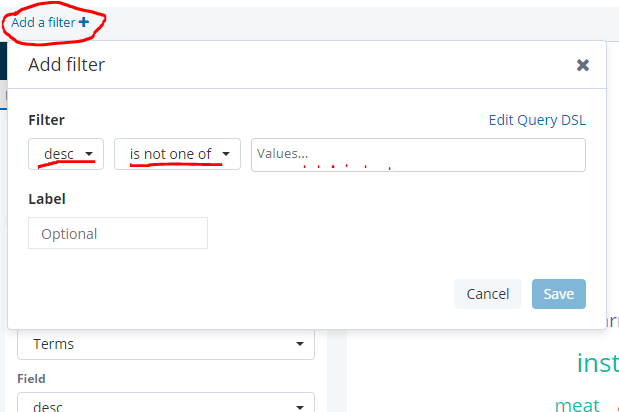 Add a filter +
Add filter
Filter
Edit Query DSL
desc
is not one of
Values...
Label
Optional
Cancel
Save
Terms
inst
Field
meat
desc